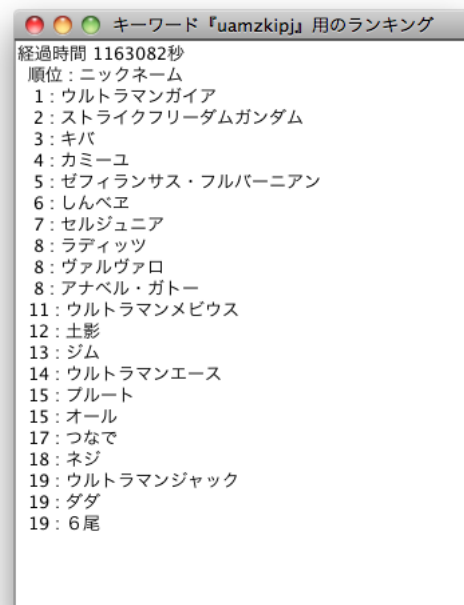 キーワード『uamzkipj』用のランキング
経過時間 1163082秒
順位：ニックネーム
1：ウルトラマンガイア
2：ストライクフリーダムガンダム
3：キバ
4：カミーユ
5：ゼフィランサス・フルバーニアン
6：しんべヱ
7：セルジュニア
8：ラディッツ
8：ヴァルヴァロ
8：アナベル・ガトー
11：ウルトラマンメビウス
12：土影
13：ジム
14：ウルトラマンエース
15：プルート
15：オール
17：つなで
18：ネジ
19：ウルトラマンジャック
19：ダダ
19：６尾